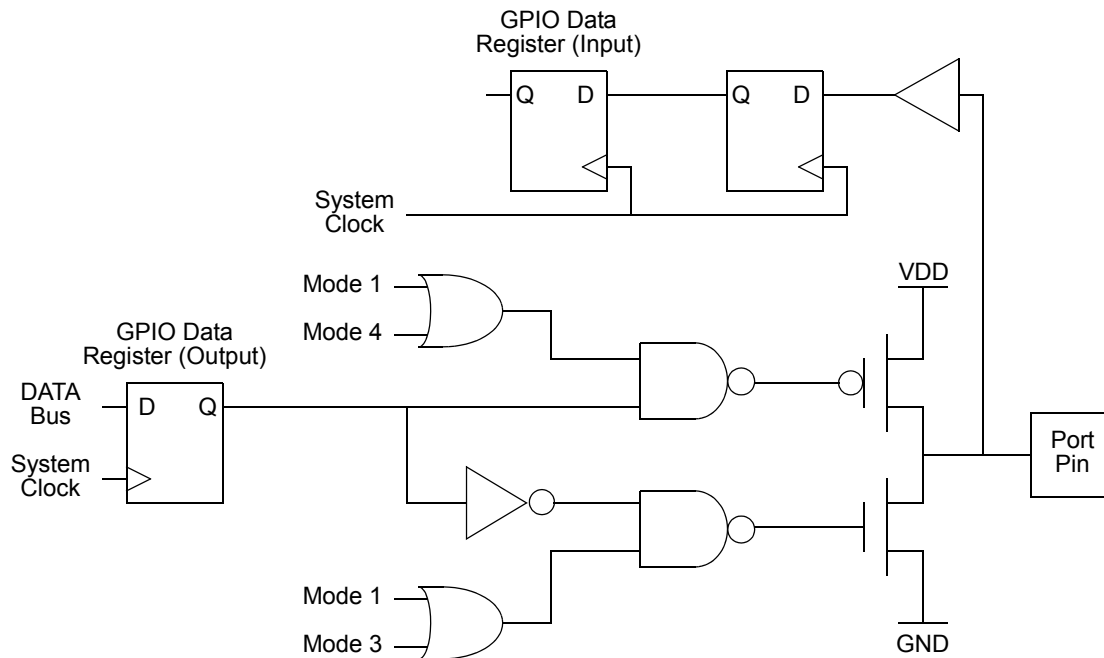 GPIO Data
Register (Input)
Q D
Q D
System
Clock
Mode 1
Mode 4
VDD
GPIO Data
Register (Output)
DATA
Bus
D Q
System
Clock
Port
Pin
Mode 1
Mode 3
GND